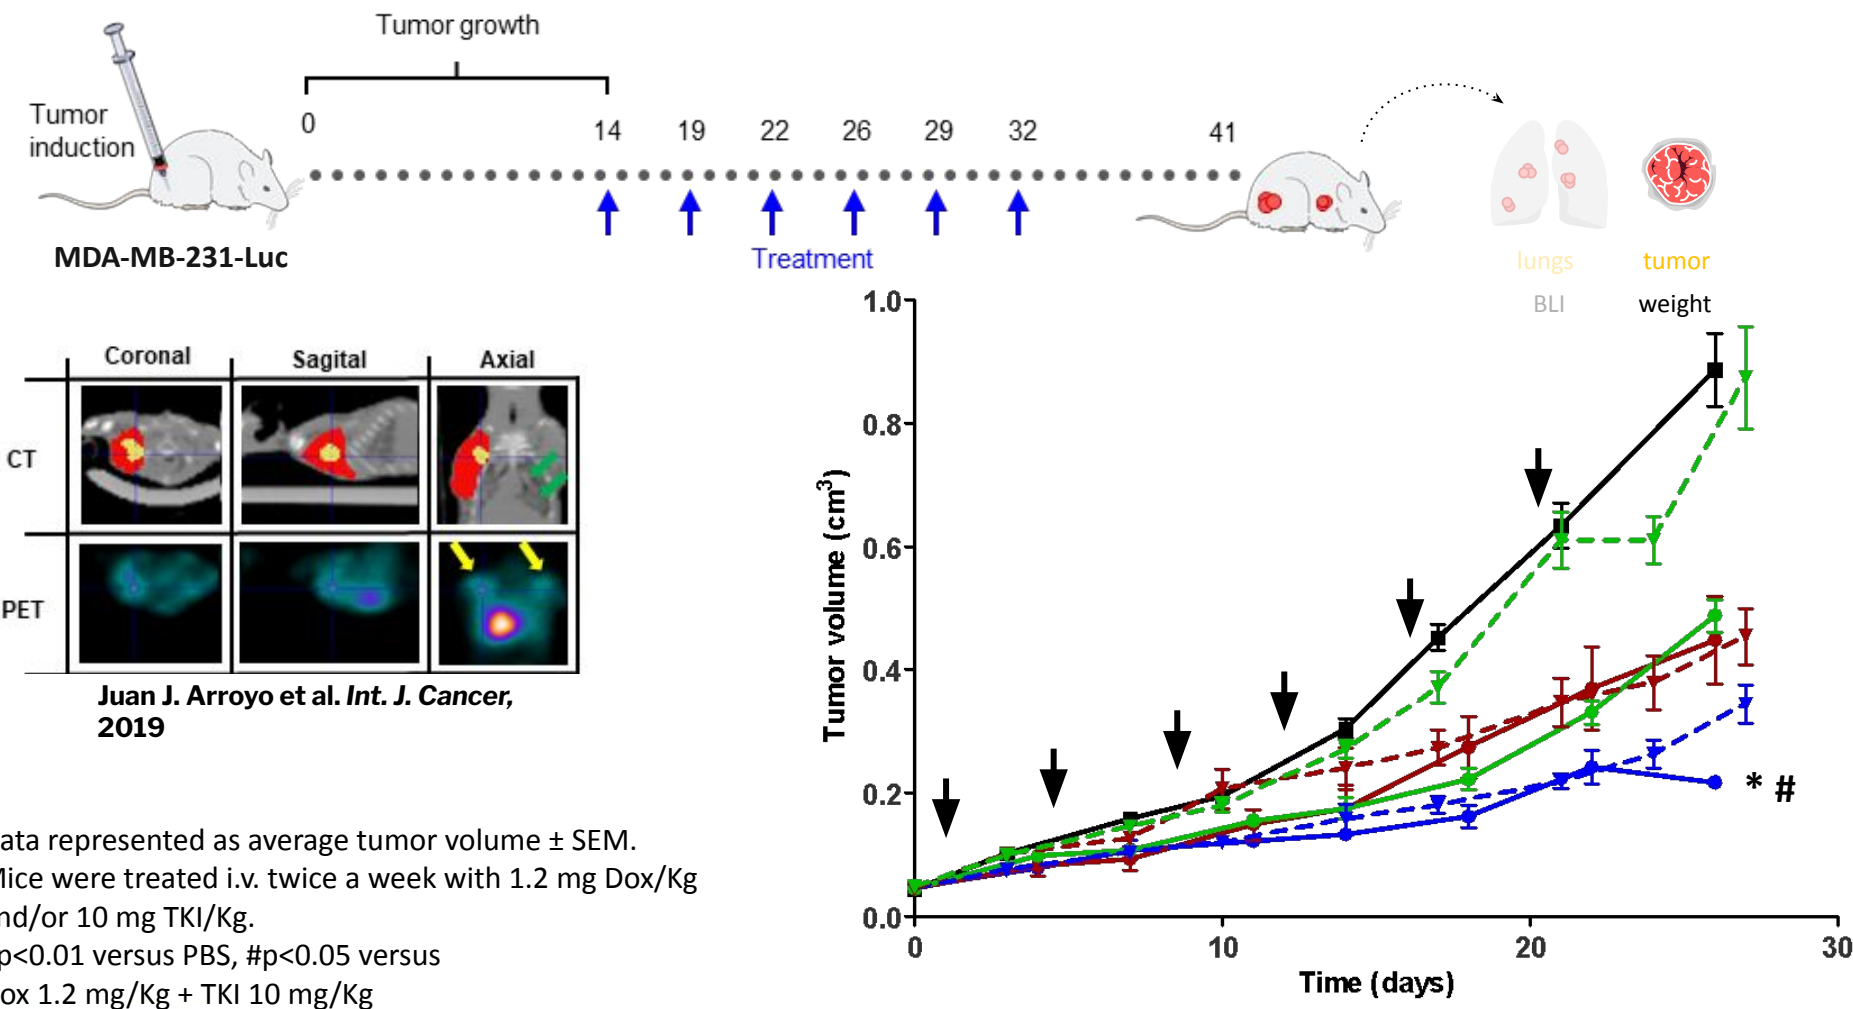 Tumor growth
Tumor
induction
0
14
19
22
26
29
32
41
MDA-MB-231-Luc
Treatment
lungs
tumor
BLI
weight
Coronal
Sagital
Axial
CT
PET
Juan J. Arroyo et al. Int. J. Cancer,
2019
ata represented as average tumor volume ± SEM.
Mice were treated i.v. twice a week with 1.2 mg Dox/Kg
nd/or 10 mg TKI/Kg.
p<0.01 versus PBS, #p<0.05 versus
ox 1.2 mg/Kg + TKI 10 mg/Kg
Tumor volume (cm³)
1.0
0.8
0.6
0.4
0.2
0.0
* #
0
10
20
30
Time (days)